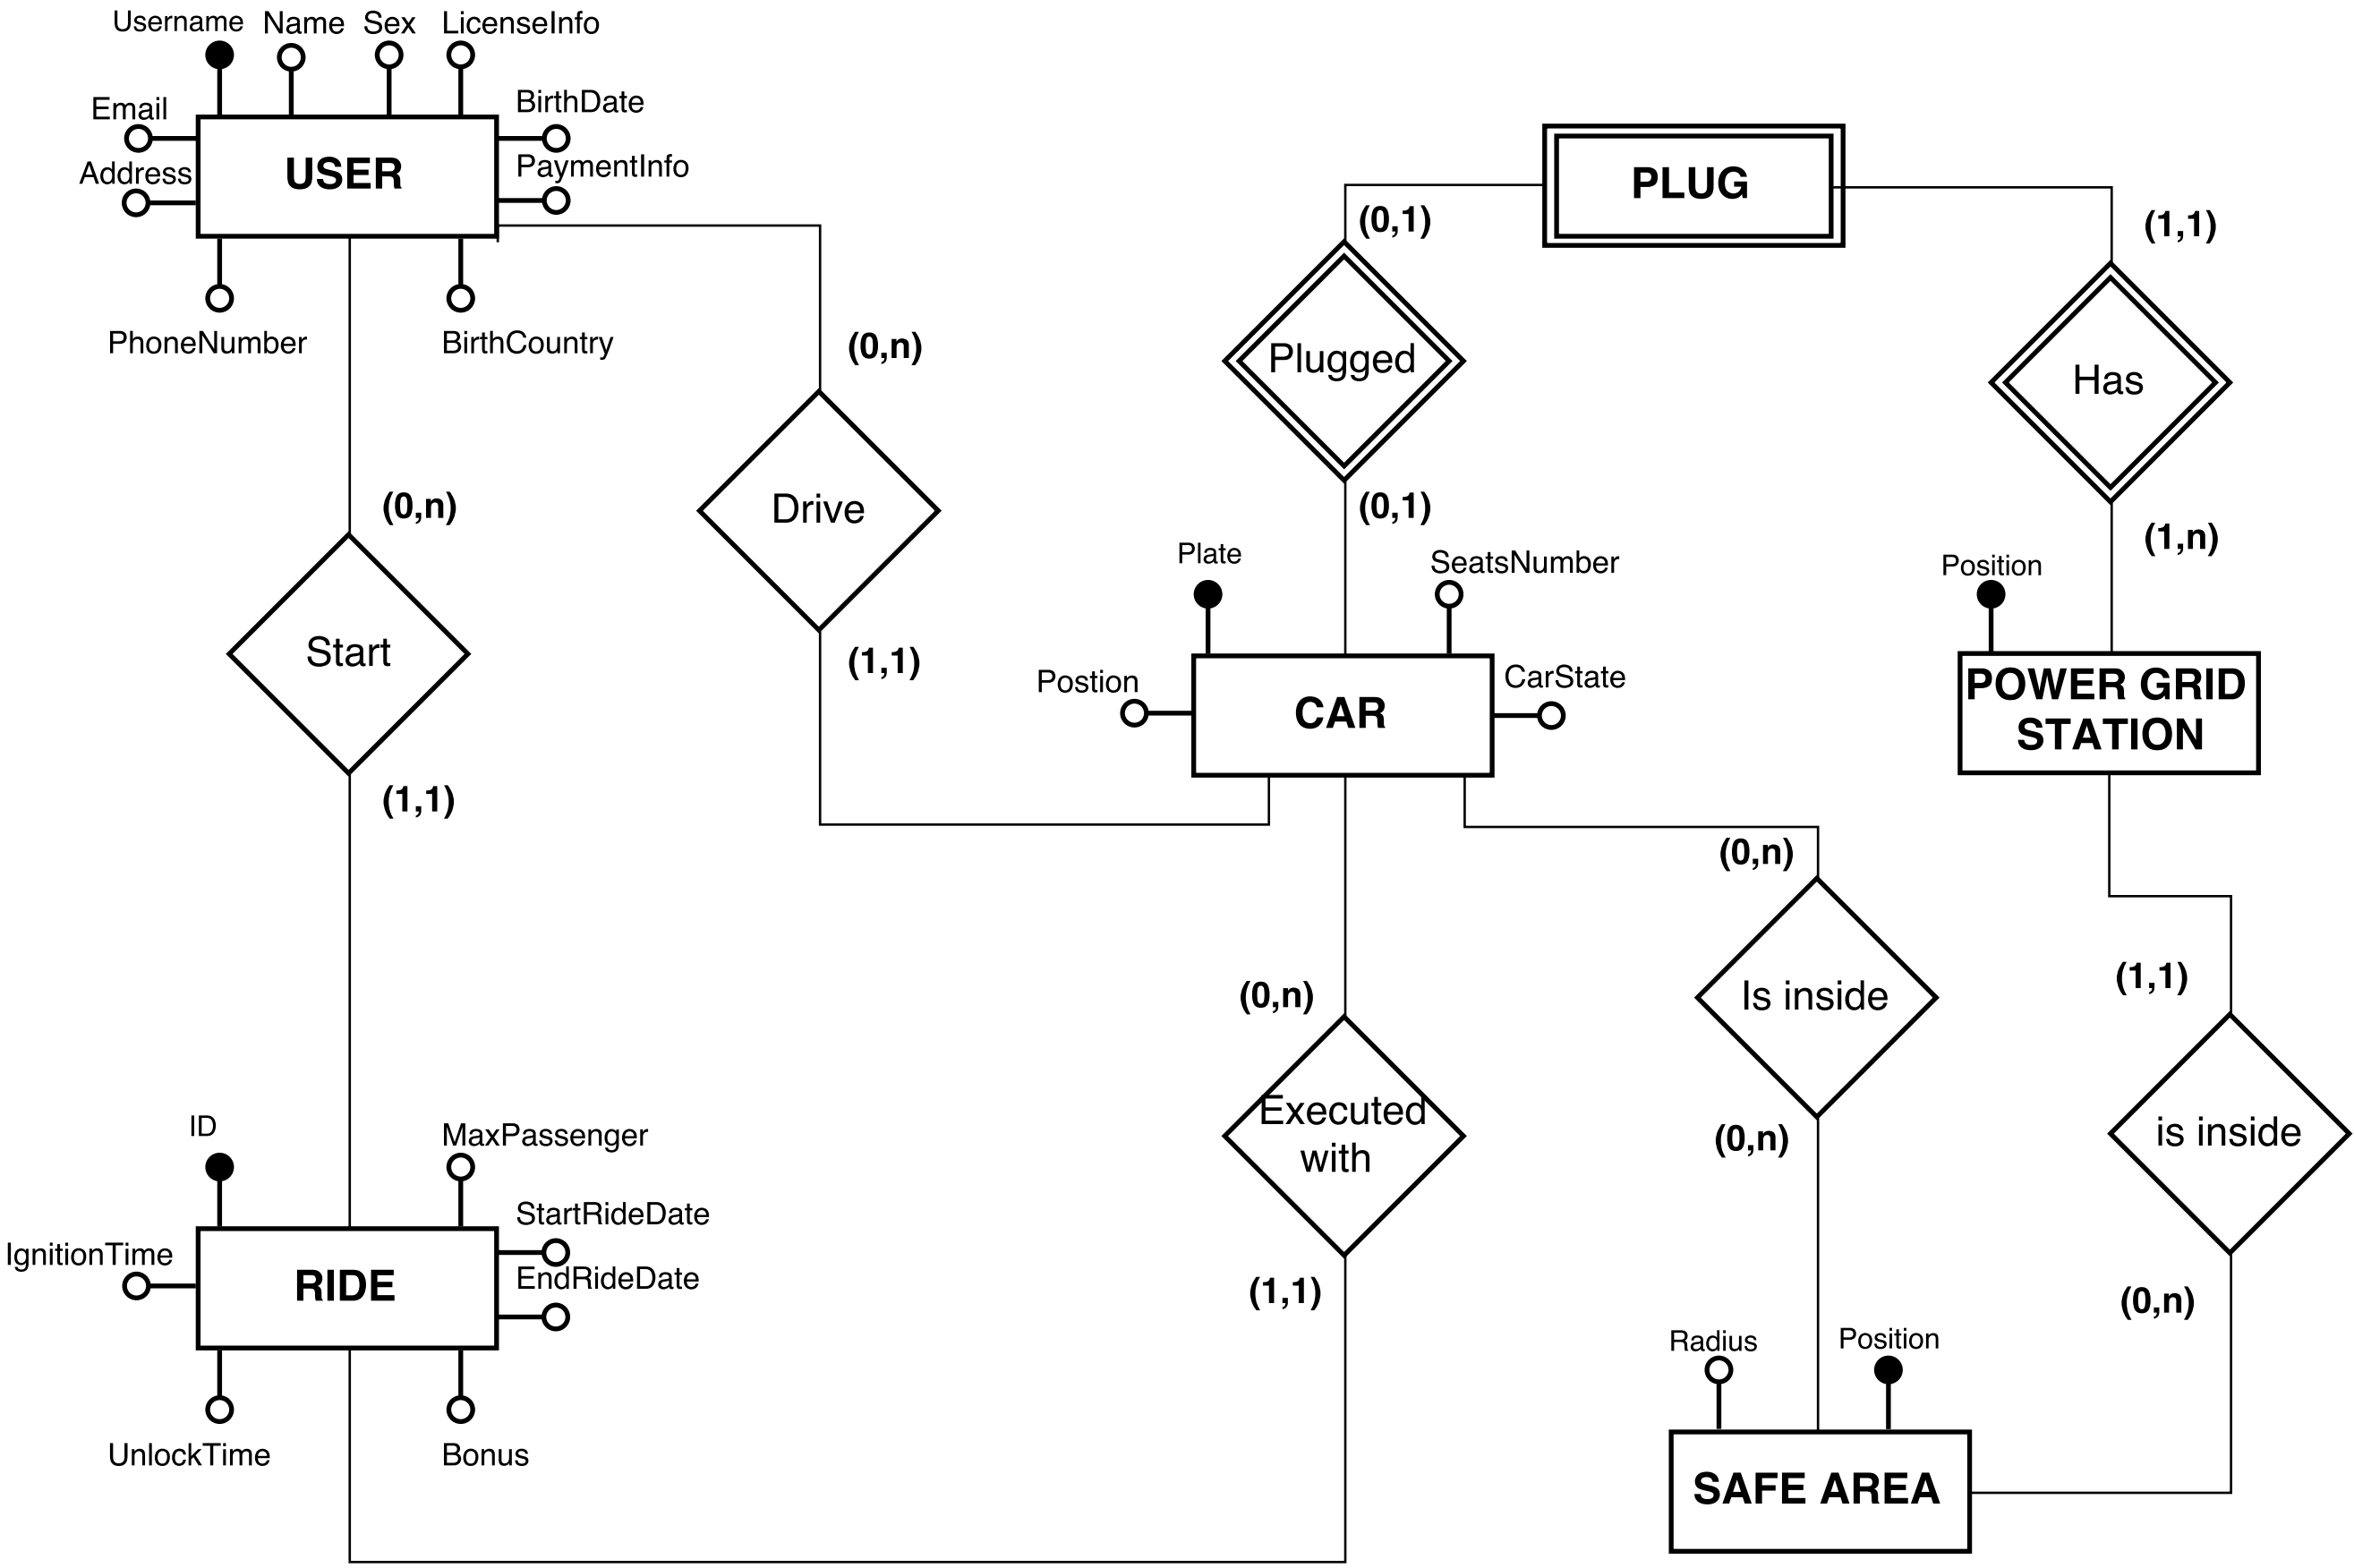 Username
Name
Sex
LicenseInfo
Email
BirthDate
Address
USER
PaymentInfo
PhoneNumber
BirthCountry
PLUG
(0,1)
(1,1)
(0,n)
Plugged
Has
(0,n)
Drive
(0,1)
(1,n)
Start
(1,1)
Plate
SeatsNumber
Position
Postion
CAR
CarState
POWER GRID
STATION
(1,1)
(0,n)
(0,n)
Is inside
(1,1)
Executed
with
(0,n)
is inside
ID
MaxPassenger
StartRideDate
IgnitionTime
RIDE
EndRideDate
(1,1)
(0,n)
UnlockTime
Bonus
Radius
Position
SAFE AREA